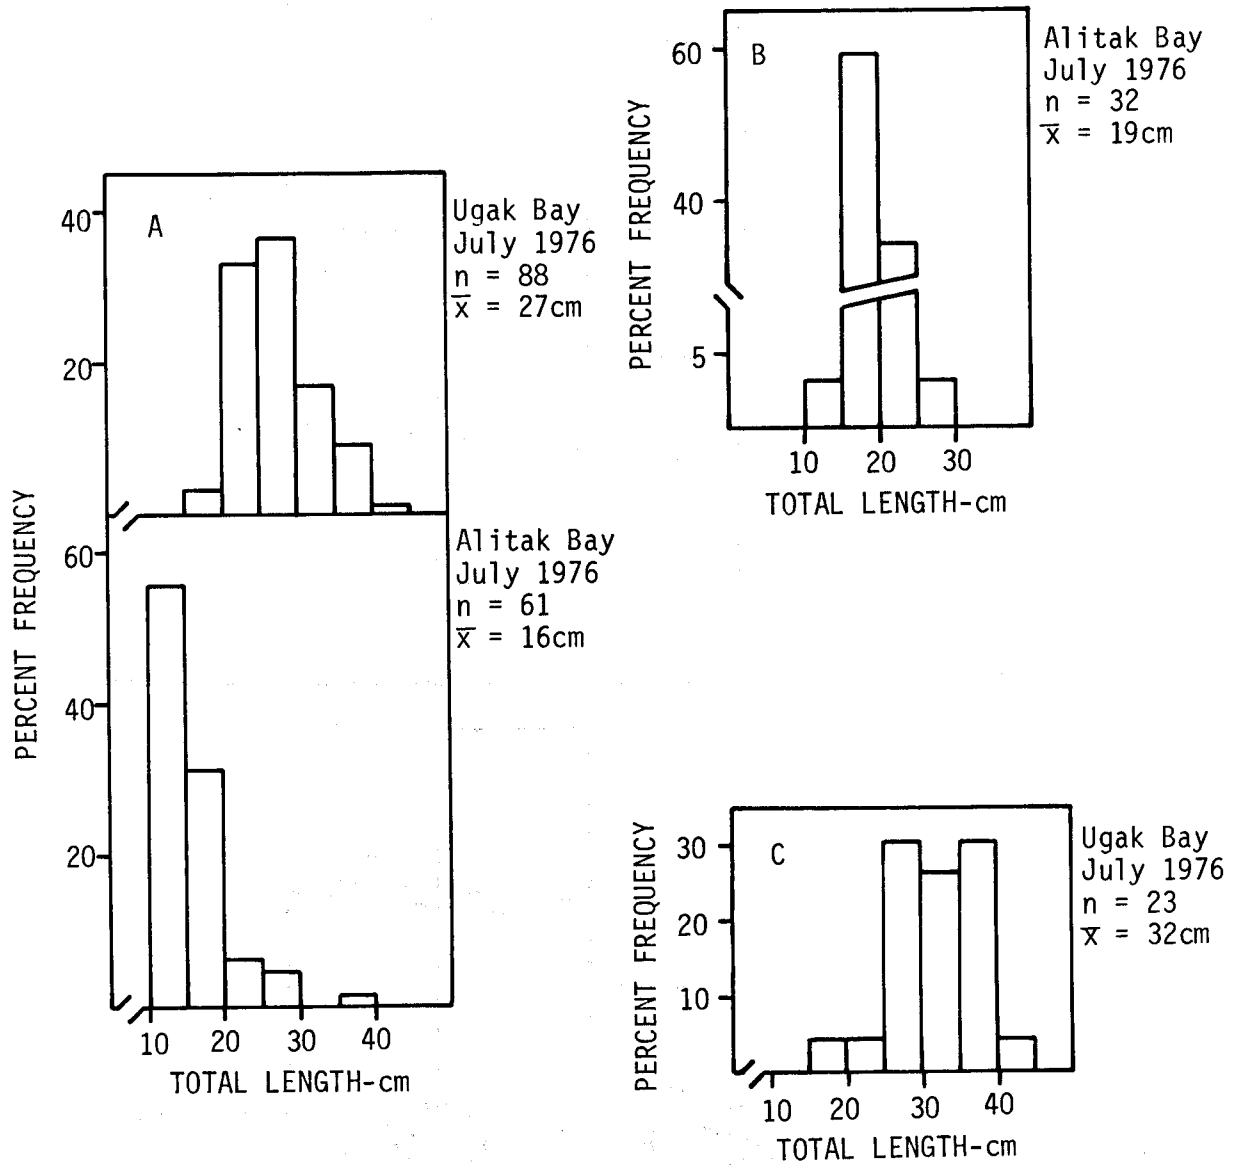 A
40
20
PERCENT FREQUENCY
Ugak Bay
July 1976
n = 88
x̄ = 27cm
60
40
20
Alitak Bay
July 1976
n = 61
x̄ = 16cm
10 20 30 40
TOTAL LENGTH-cm
B
60
40
5
PERCENT FREQUENCY
Alitak Bay
July 1976
n = 32
x̄ = 19cm
10 20 30
TOTAL LENGTH-cm
C
30
20
10
PERCENT FREQUENCY
Ugak Bay
July 1976
n = 23
x̄ = 32cm
10 20 30 40
TOTAL LENGTH-cm